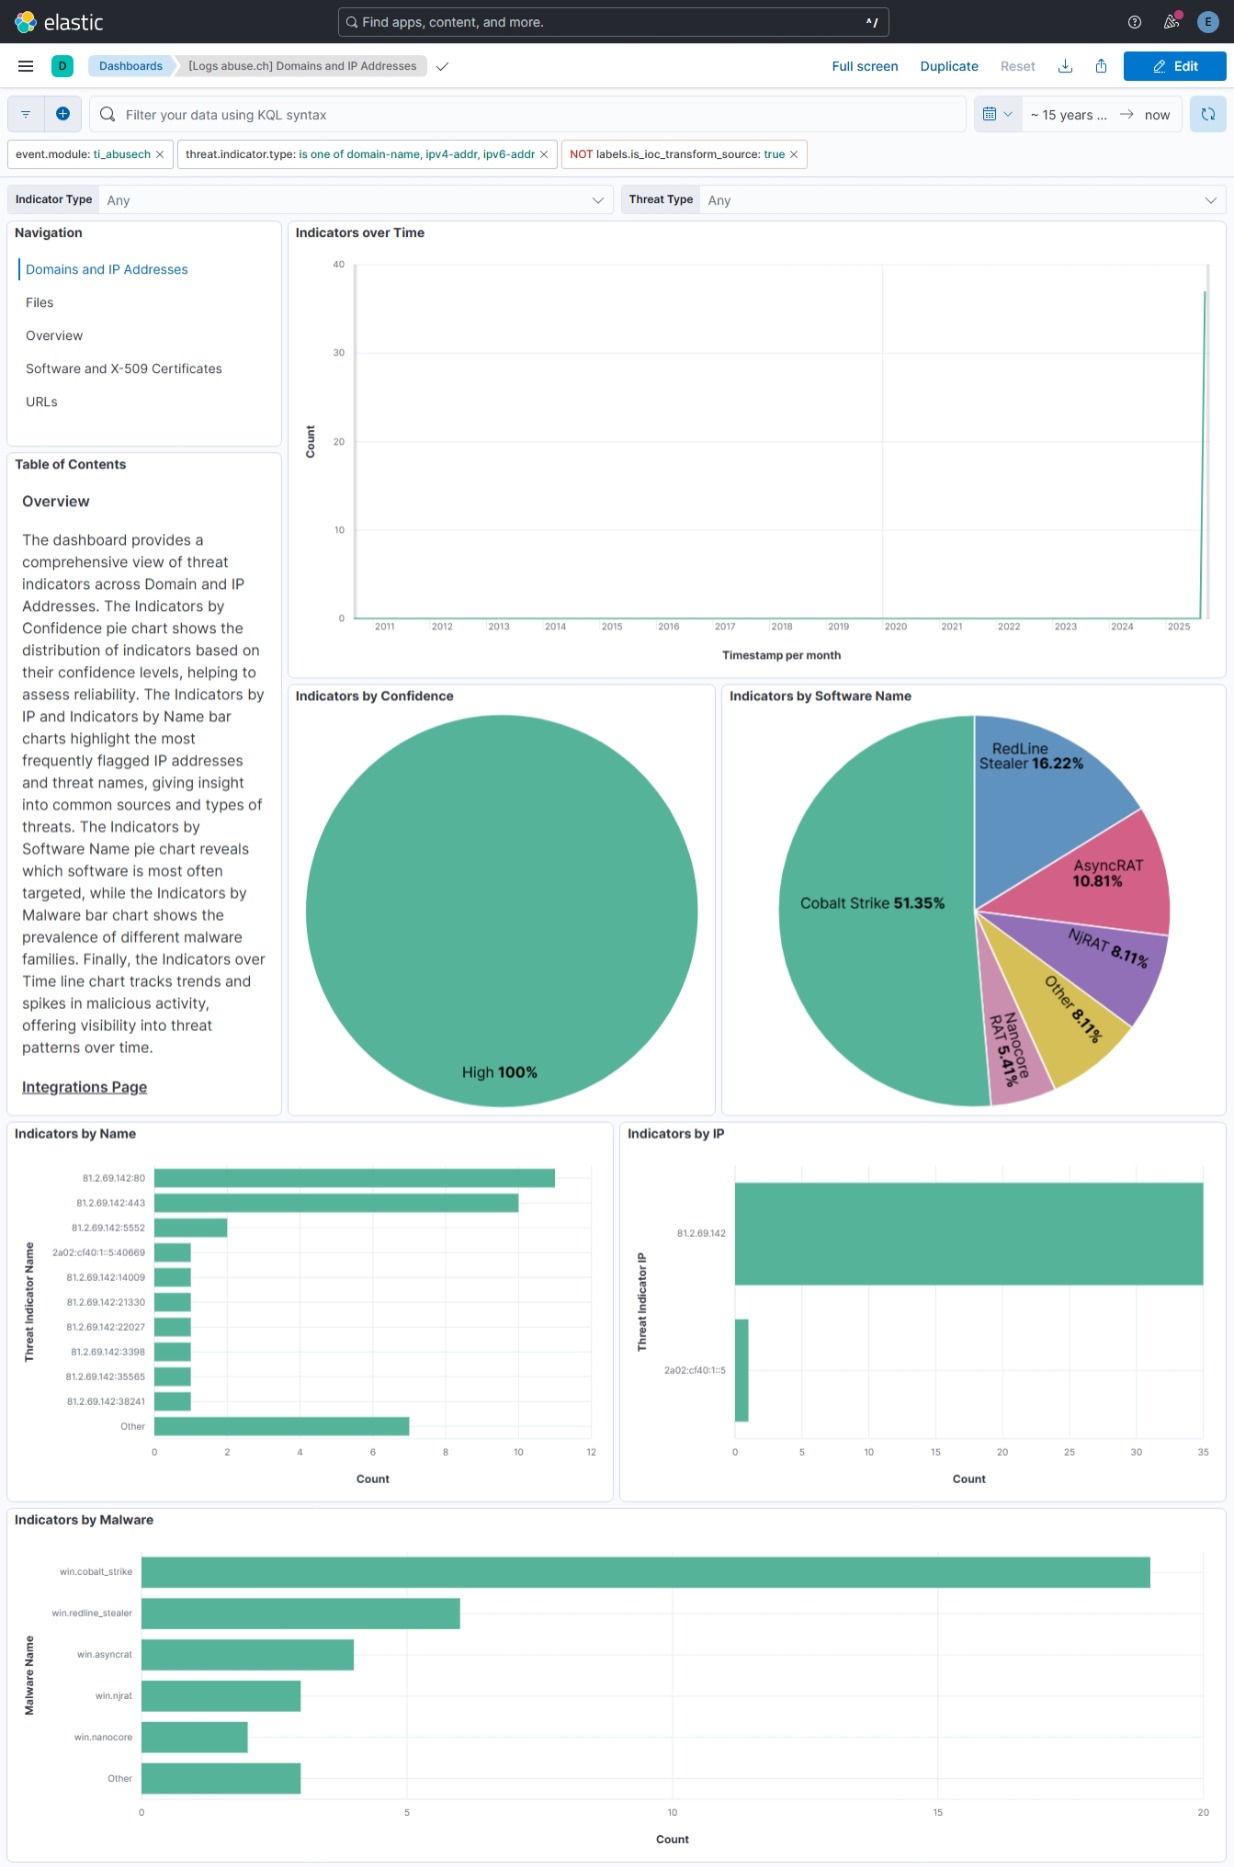 elastic
Find apps, content, and more.
^/
E
D
Dashboards
[Logs abuse.ch] Domains and IP Addresses
Full screen
Duplicate
Reset
Edit
Filter your data using KQL syntax
~ 15 years ... → now
event.module: ti_abusech ×
threat.indicator.type: is one of domain-name, ipv4-addr, ipv6-addr ×
NOT labels.is_ioc_transform_source: true ×
Indicator Type Any
Threat Type Any
Navigation
Domains and IP Addresses
Files
Overview
Software and X-509 Certificates
URLs
Table of Contents
Overview
The dashboard provides a
comprehensive view of threat
indicators across Domain and IP
Addresses. The Indicators by
Confidence pie chart shows the
distribution of indicators based on
their confidence levels, helping to
assess reliability. The Indicators by
IP and Indicators by Name bar
charts highlight the most
frequently flagged IP addresses
and threat names, giving insight
into common sources and types of
threats. The Indicators by
Software Name pie chart reveals
which software is most often
targeted, while the Indicators by
Malware bar chart shows the
prevalence of different malware
families. Finally, the Indicators over
Time line chart tracks trends and
spikes in malicious activity,
offering visibility into threat
patterns over time.
Integrations Page
Indicators over Time
Count
40
30
20
10
0
2011 2012 2013 2014 2015 2016 2017 2018 2019 2020 2021 2022 2023 2024 2025
Timestamp per month
Indicators by Confidence
High 100%
Indicators by Software Name
RedLine
Stealer 16.22%
AsyncRAT
10.81%
NjRAT 8.11%
Other 8.11%
Nanocore
RAT 5.41%
Cobalt Strike 51.35%
Indicators by Name
Threat Indicator Name
81.2.69.142:80
81.2.69.142:443
81.2.69.142:5552
2a02:cf40:1::5:40669
81.2.69.142:14009
81.2.69.142:21330
81.2.69.142:22027
81.2.69.142:3398
81.2.69.142:35565
81.2.69.142:38241
Other
0 2 4 6 8 10 12
Count
Indicators by IP
Threat Indicator IP
81.2.69.142
2a02:cf40:1::5
0 5 10 15 20 25 30 35
Count
Indicators by Malware
Malware Name
win.cobalt_strike
win.redline_stealer
win.asyncrat
win.njrat
win.nanocore
Other
0 5 10 15 20
Count